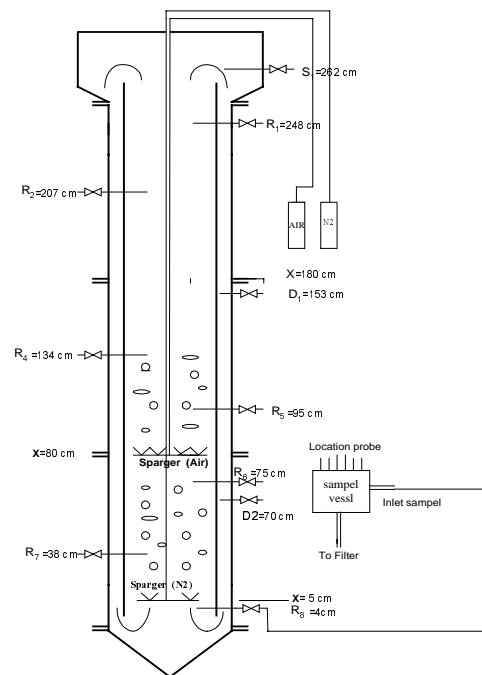 S.=262 cm
R1=248 cm
R2=207 cm
AIR
N2
X=180 cm
D1=153 cm
R4=134 cm
R5=95 cm
Location probe
X=80 cm
Sparger (Air)
R6=75 cm
sampel
vessl
Inlet sampel
D2=70 cm
R7=38 cm
To Filter
Sparger (N2)
X= 5 cm
R8=4cm